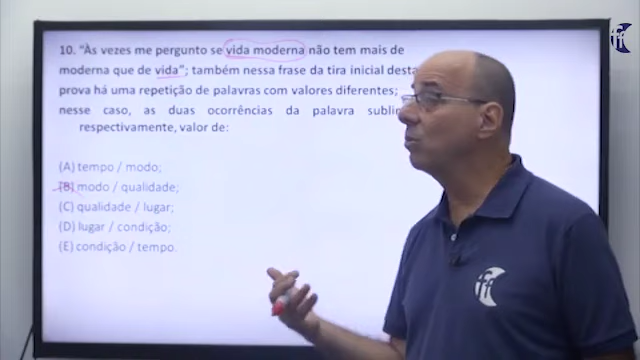 10. "Às vezes me pergunto se vida moderna não tem mais de
moderna que de vida"; também nessa frase da tira inicial desta
prova há uma repetição de palavras com valores diferentes;
nesse caso, as duas ocorrências da palavra
respectivamente, valor de:
(A) tempo / modo;
(B) modo / qualidade;
(C) qualidade / lugar;
(D) lugar / condição;
(E) condição / tempo.